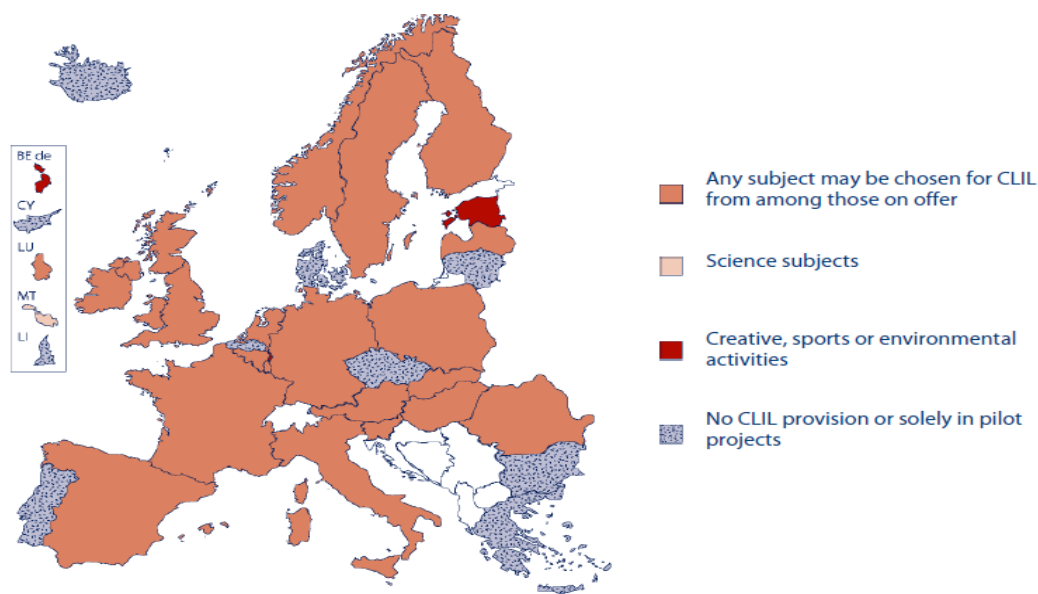 BE de
CY
LU
MT
LI
Any subject may be chosen for CLIL
from among those on offer
Science subjects
Creative, sports or environmental
activities
No CLIL provision or solely in pilot
projects